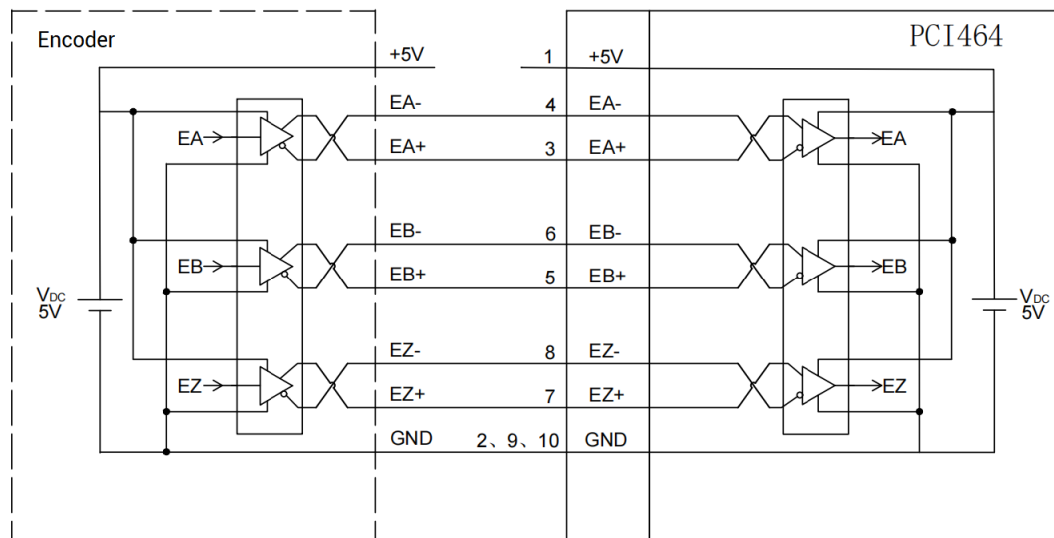 Encoder
PCI464
+5V 1 +5V
EA- 4 EA-
EA EA
EA+ 3 EA+
EB- 6 EB-
EB EB
EB+ 5 EB+
VDC
5V
VDC
5V
EZ- 8 EZ-
EZ EZ
EZ+ 7 EZ+
GND 2、9、10 GND